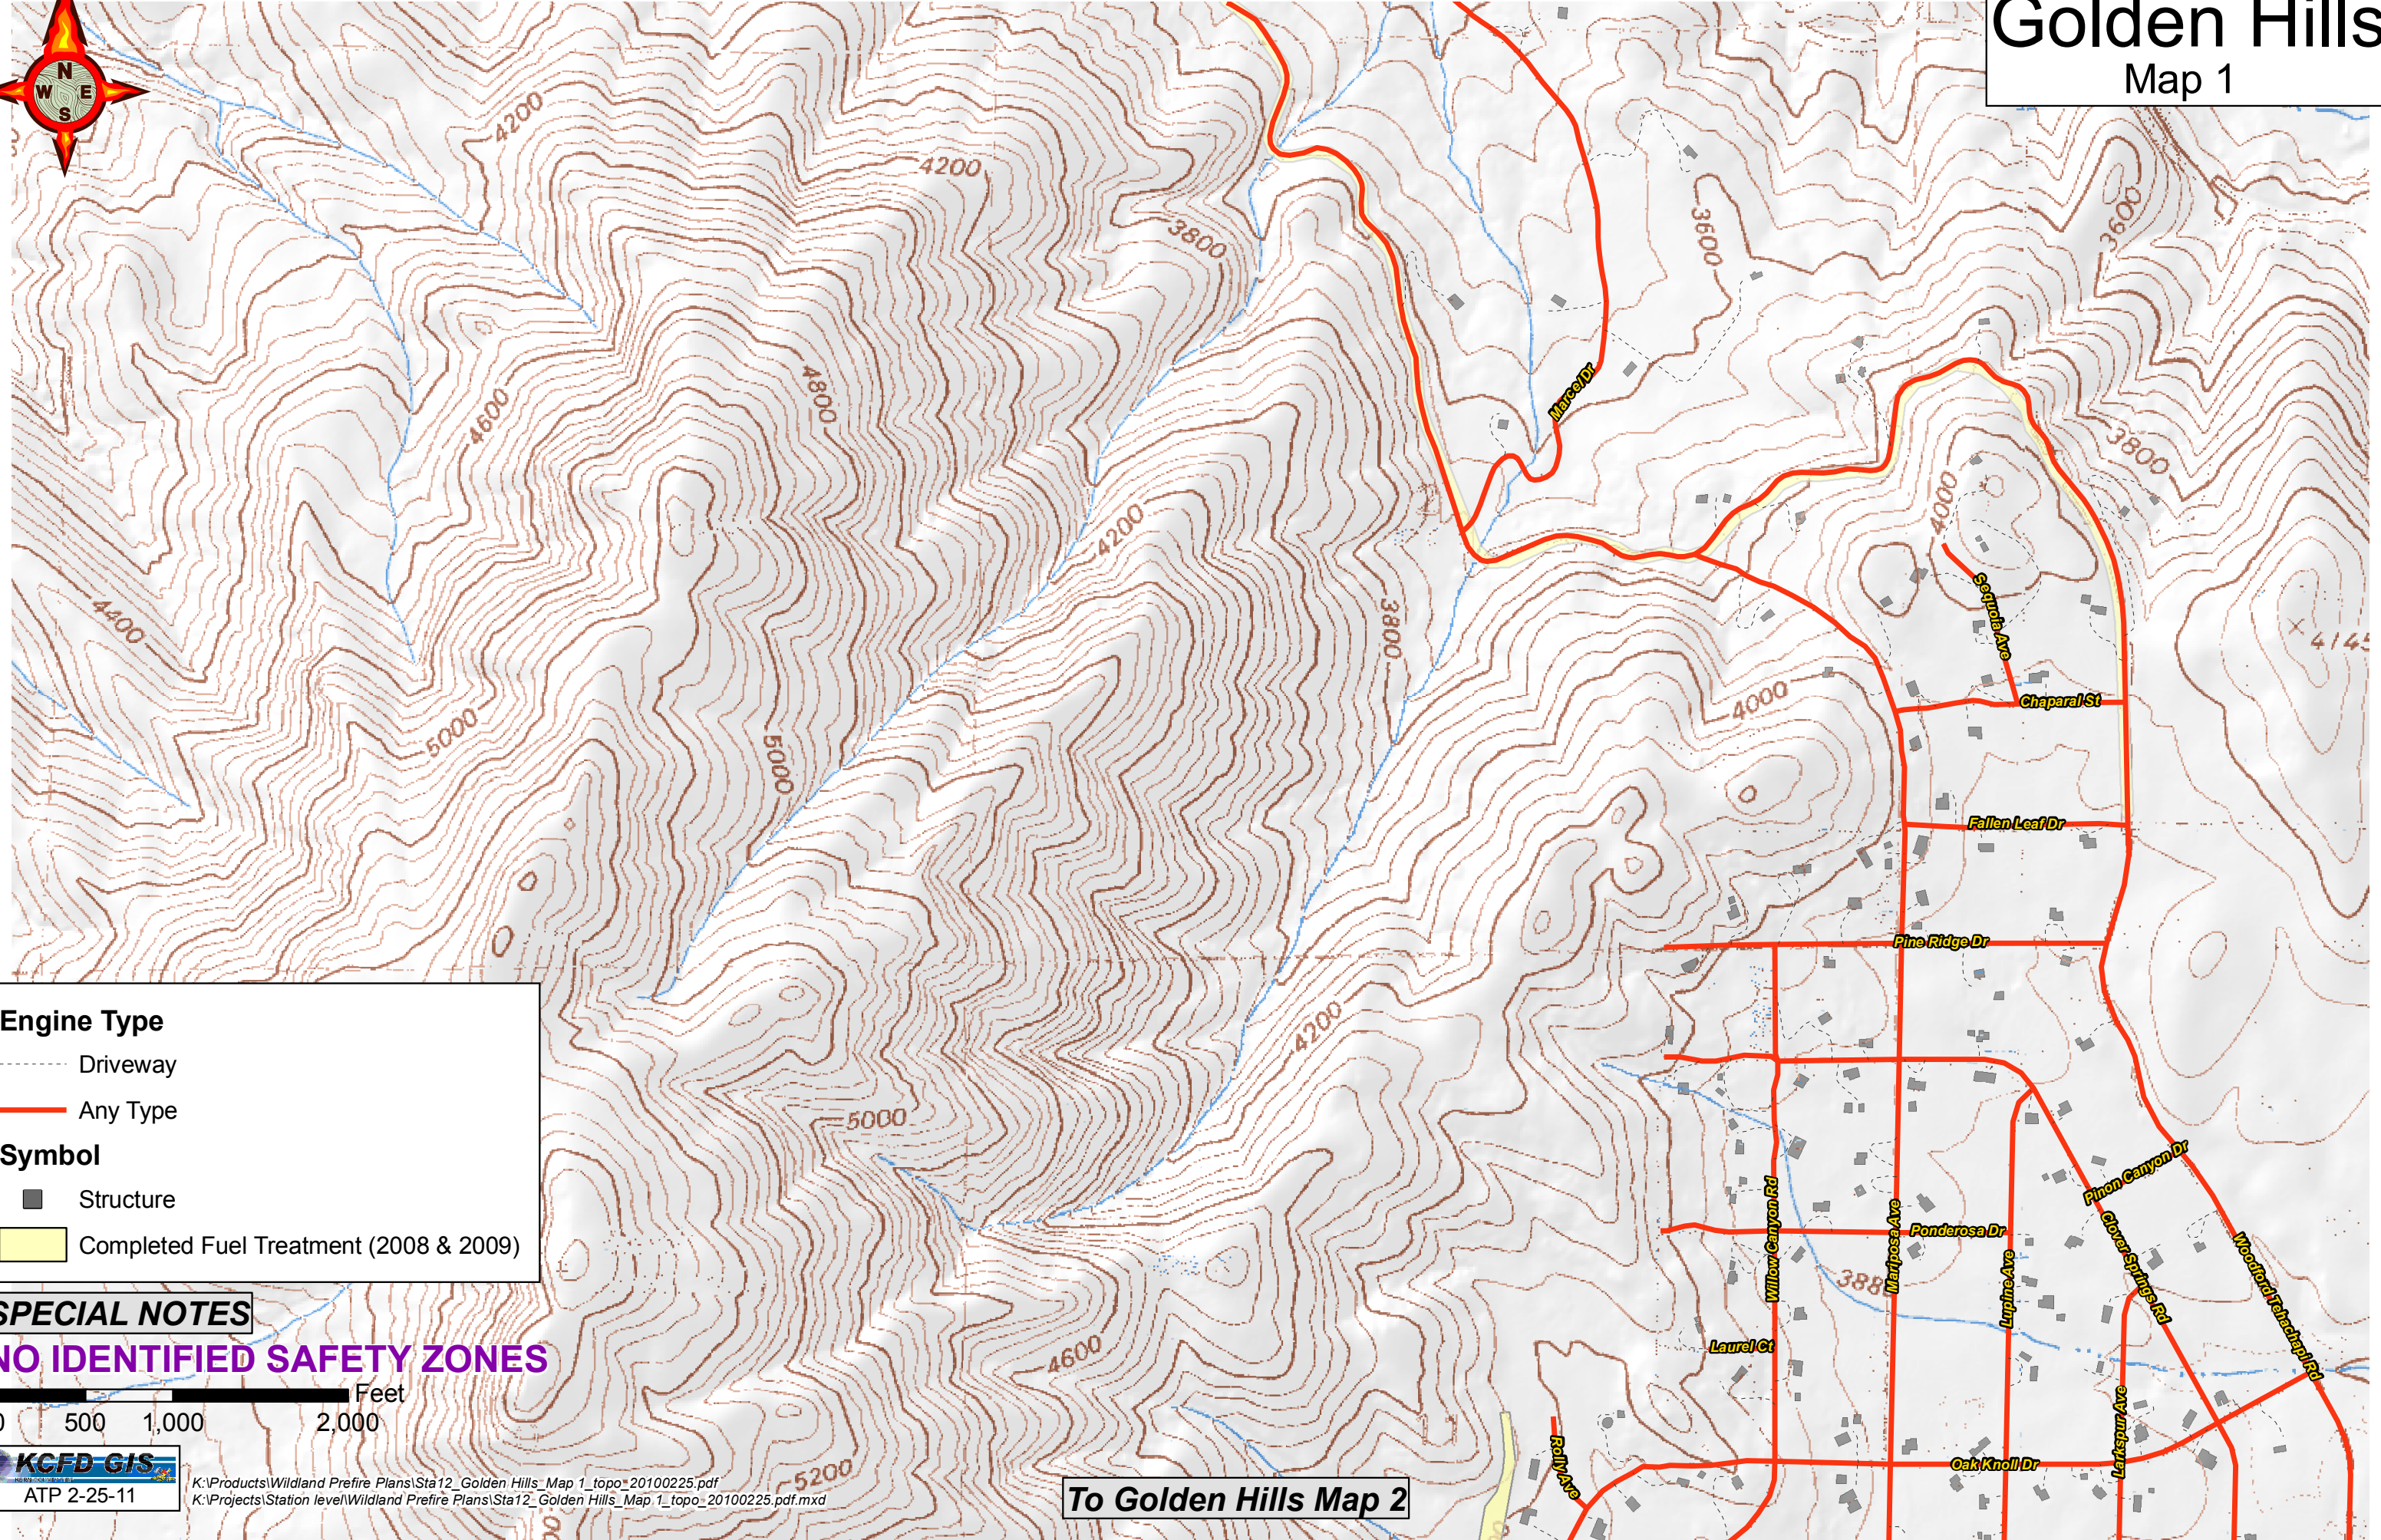 Golden Hills
Map 1
N
W E
S
4200
4200
3800
3600
3600
4800
4600
Marcel Dr
3800
4000
4200
4400
Sequoia Ave
3800
4145
5000
5000
4000
Chaparal St
Fallen Leaf Dr
Pine Ridge Dr
4200
5000
Engine Type
Driveway
Any Type
Symbol
Structure
Completed Fuel Treatment (2008 & 2009)
Pinon Canyon Dr
Willow Canyon Rd
Mariposa Ave
Ponderosa Dr
Lupine Ave
Clover Springs Rd
Woodford Tehachapi Rd
388
SPECIAL NOTES
NO IDENTIFIED SAFETY ZONES
Laurel Ct
4600
Larkspur Ave
Feet
0 500 1,000 2,000
Rolly Ave
Oak Knoll Dr
5200
KCFD GIS
ATP 2-25-11
K:\Products\Wildland Prefire Plans\Sta12_Golden Hills_Map 1_topo_20100225.pdf
K:\Projects\Station level\Wildland Prefire Plans\Sta12_Golden Hills_Map 1_topo_20100225.pdf.mxd
To Golden Hills Map 2